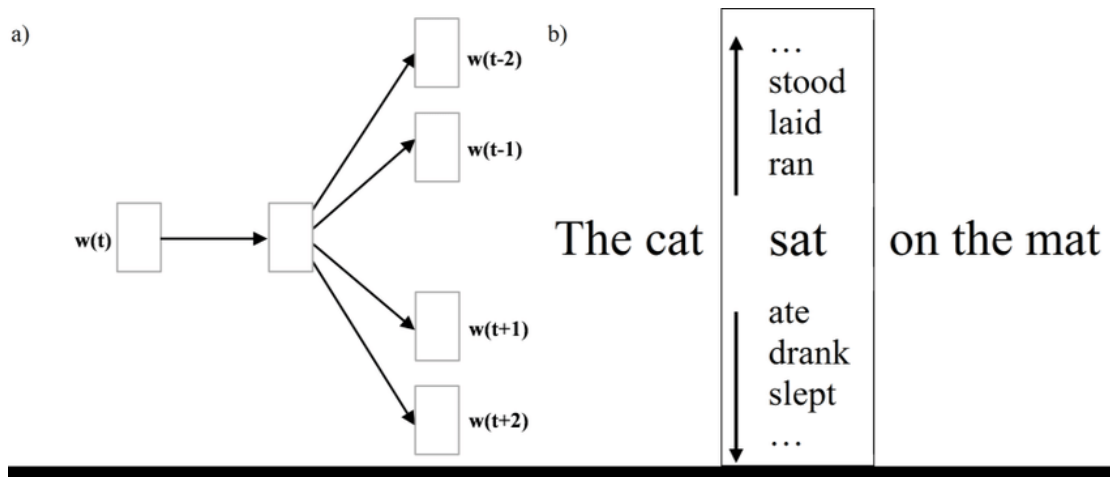 a)
w(t)
w(t-2)
w(t-1)
w(t+1)
w(t+2)
b)
…
stood
laid
ran
The cat sat on the mat
ate
drank
slept
…